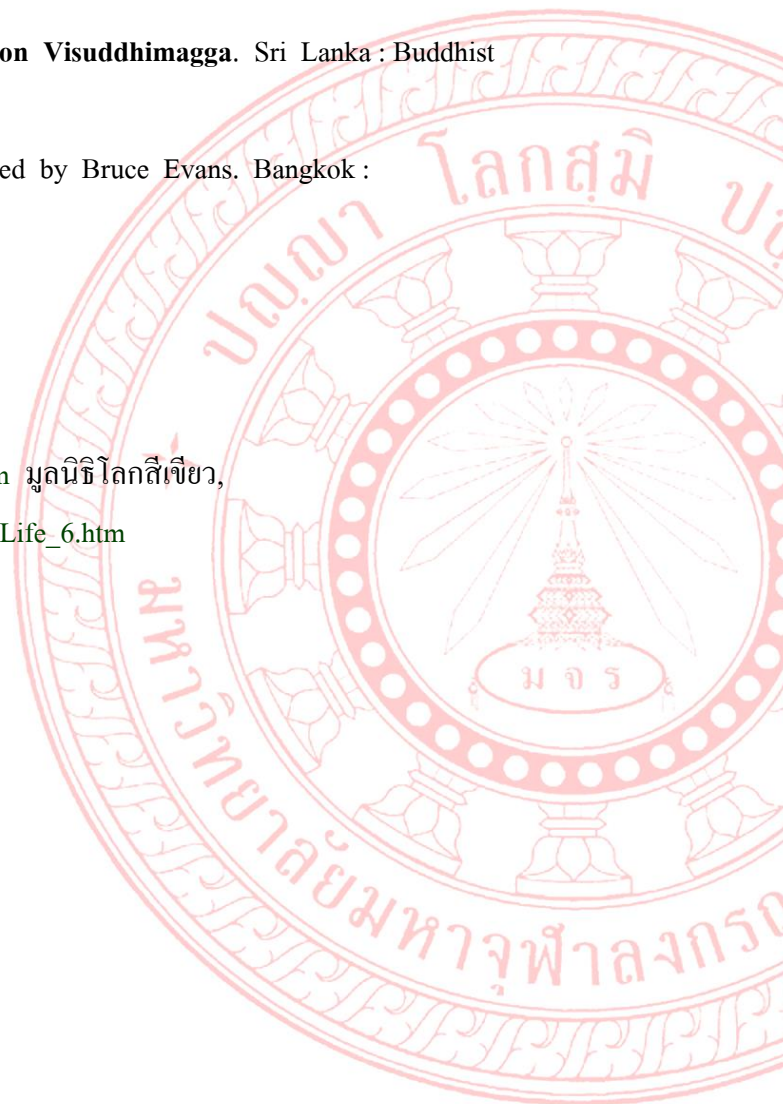 on Visuddhimagga. Sri Lanka : Buddhist
ed by Bruce Evans. Bangkok :
มูลนิธิโลกสีเขียว,
Life_6.htm
ปญฺญา โลกสฺมิ
ม จ ร
มหาวิทยาลัยมหาจุฬาลงกรณ